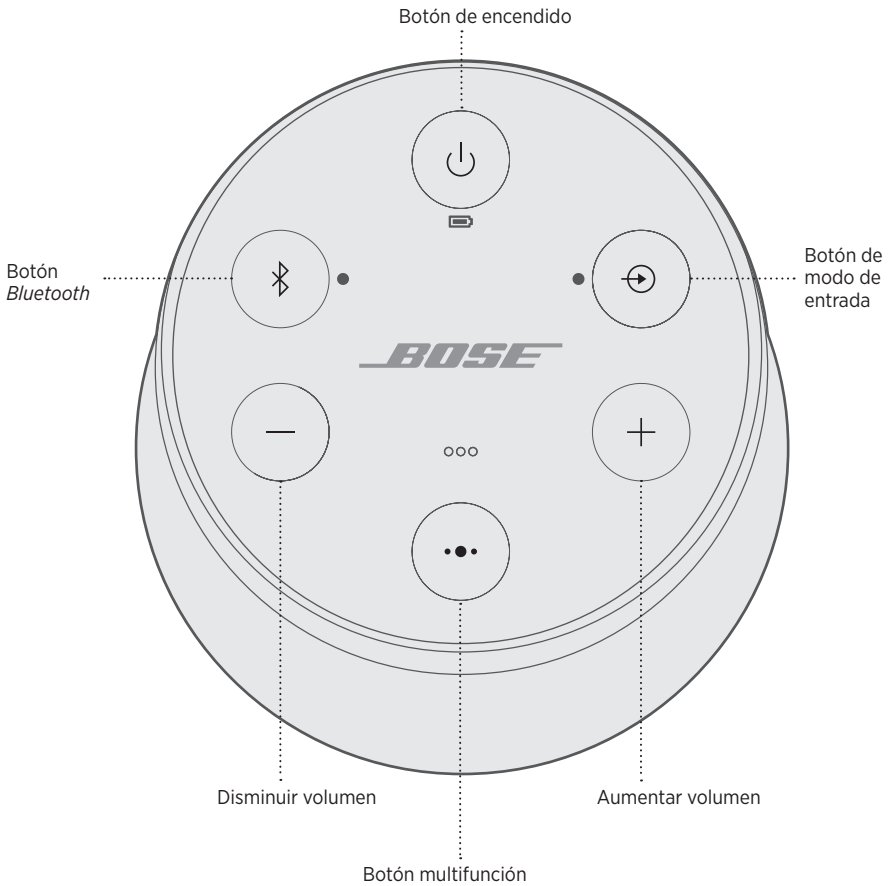 Botón de encendido
Botón
Bluetooth
Botón de
modo de
entrada
BOSE
Disminuir volumen
Aumentar volumen
Botón multifunción